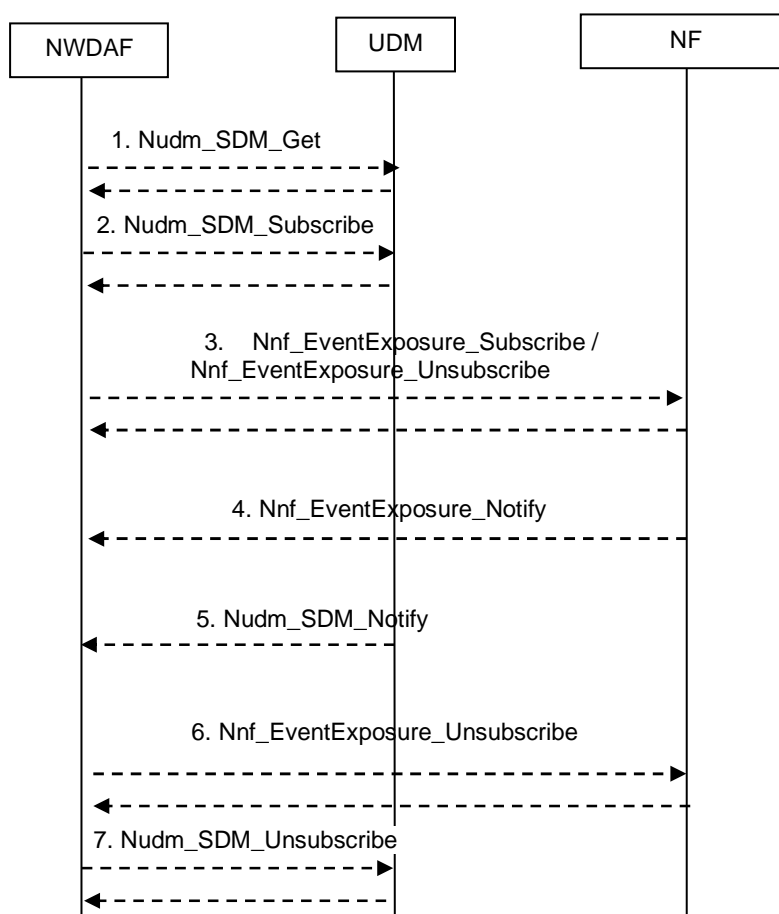 NWDAF
UDM
NF
1. Nudm_SDM_Get
2. Nudm_SDM_Subscribe
3. Nnf_EventExposure_Subscribe /
Nnf_EventExposure_Unsubscribe
4. Nnf_EventExposure_Notify
5. Nudm_SDM_Notify
6. Nnf_EventExposure_Unsubscribe
7. Nudm_SDM_Unsubscribe